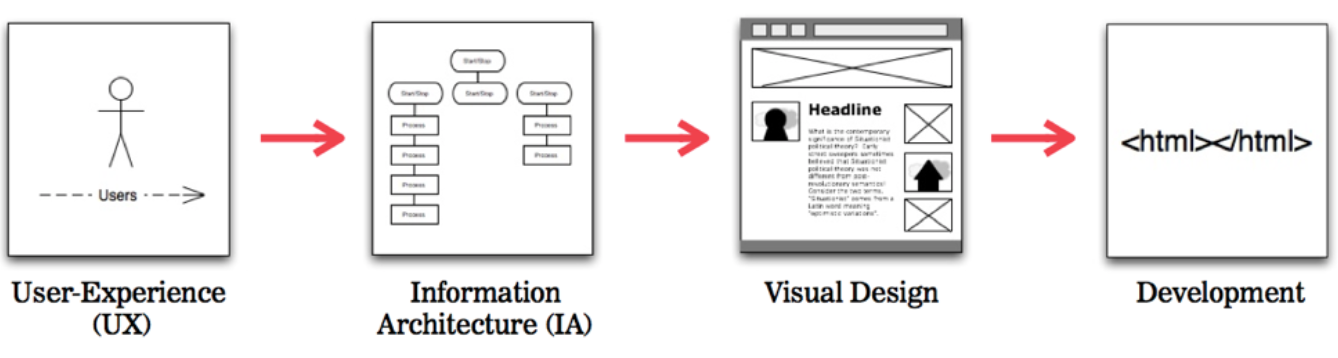 Users
User-Experience
(UX)
Start/Stop
Start/Stop
Start/Stop
Start/Stop
Process
Process
Process
Process
Process
Process
Information
Architecture (IA)
Headline
What is the contemporary
significance of Situationist
political theory? Early
street sweepers sometimes
believed that Situationist
political theory was not
different from post-
revolutionary semantics!
Consider the two terms.
"Situationist" comes from a
Latin word meaning
"optimistic variations".
Visual Design
<html></html>
Development